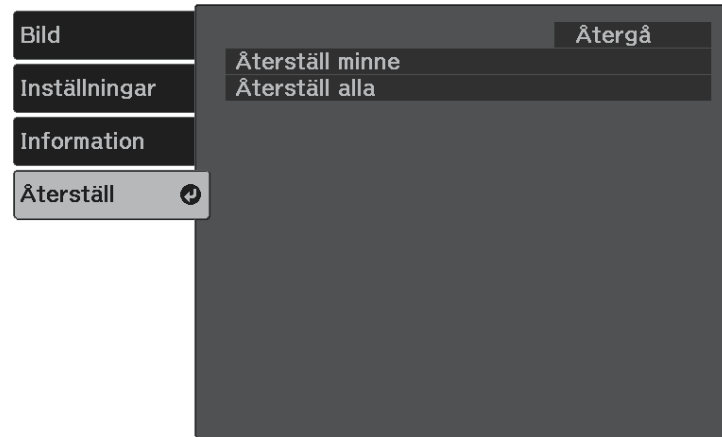 Bild
Inställningar
Information
Återställ
Återgå
Återställ minne
Återställ alla